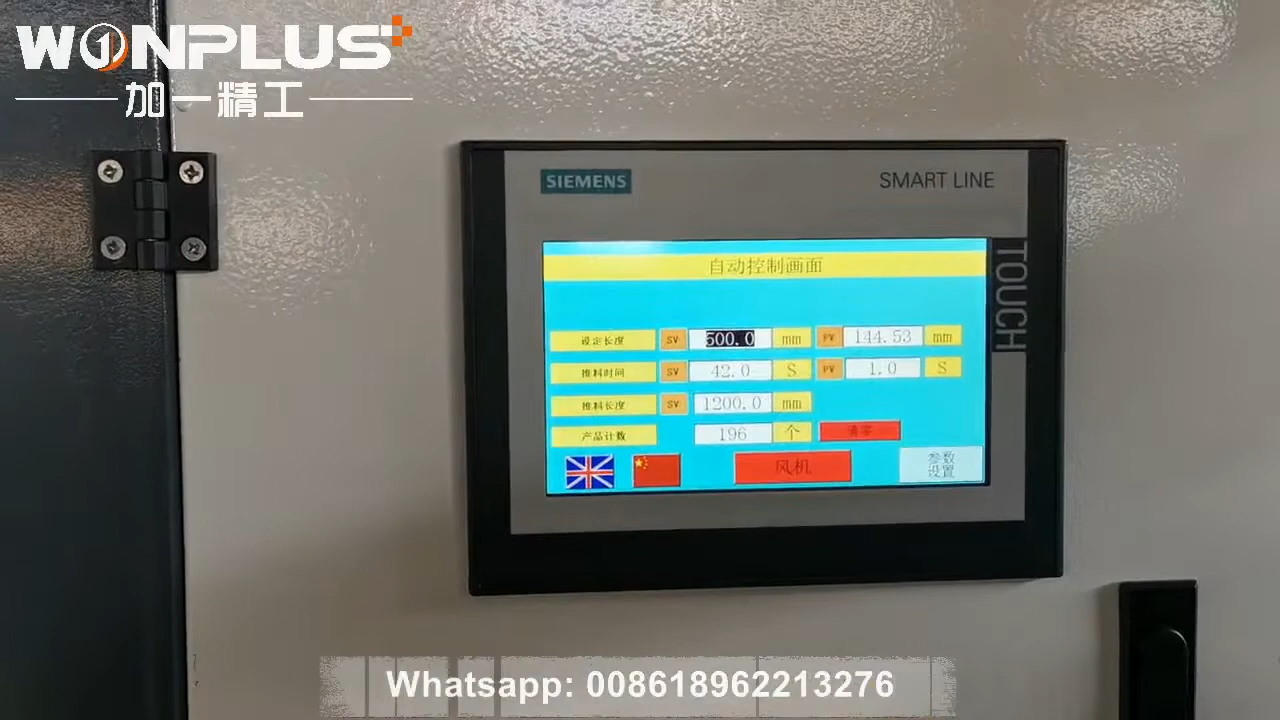 WONPLUS
加一精工
SIEMENS
SMART LINE
TOUCH
自动控制画面
设定长度 SV 500.0 mm PV 144.53 mm
推料时间 SV 42.0 S PV 1.0 S
推料长度 SV 1200.0 mm
产品计数 196 个 清零
风机
参数
设置
Whatsapp: 008618962213276